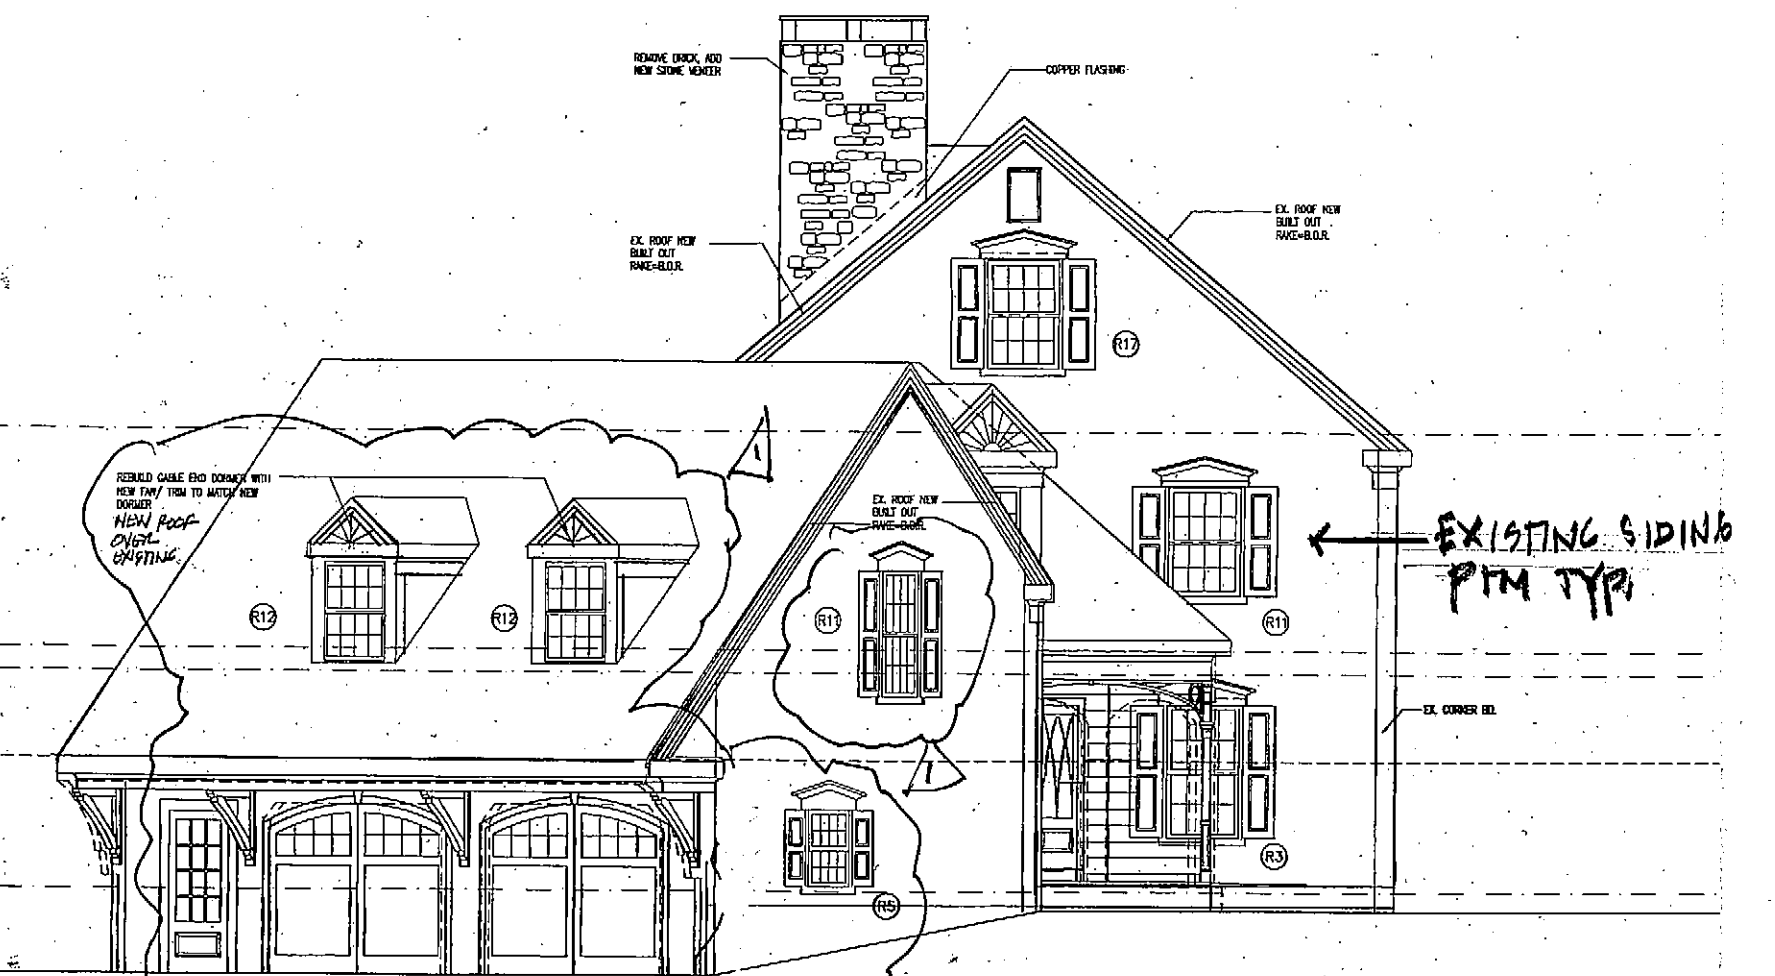 REMOVE BRICK, ADD
NEW STONE VENEER
COPPER FLASHING
EX. ROOF NEW
BUILT OUT
RAKE=B.O.R.
EX. ROOF NEW
BUILT OUT
RAKE=B.O.R.
R17
1
REBUILD GABLE END DORMER WITH
NEW FAN/ TRIM TO MATCH NEW
DORMER
NEW ROOF
OVER
EXISTING
EX. ROOF NEW
BUILT OUT
RAKE=B.O.R.
EXISTING SIDING
PTM TYP.
R12
R12
R11
R11
EX. CORNER BD.
1
R3
R5